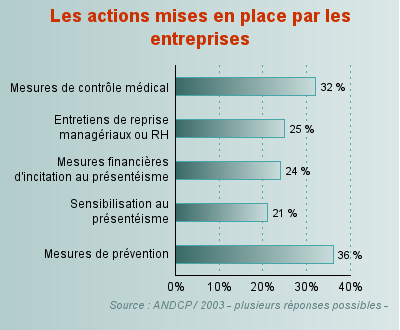 Les actions mises en place par les
entreprises
Mesures de contrôle médical
32 %
Entretiens de reprise
managériaux ou RH
25 %
Mesures financières
d'incitation au présentéisme
24 %
Sensibilisation au
présentéisme
21 %
Mesures de prévention
36 %
0% 10% 20% 30% 40%
Source : ANDCP / 2003 - plusieurs réponses possibles -